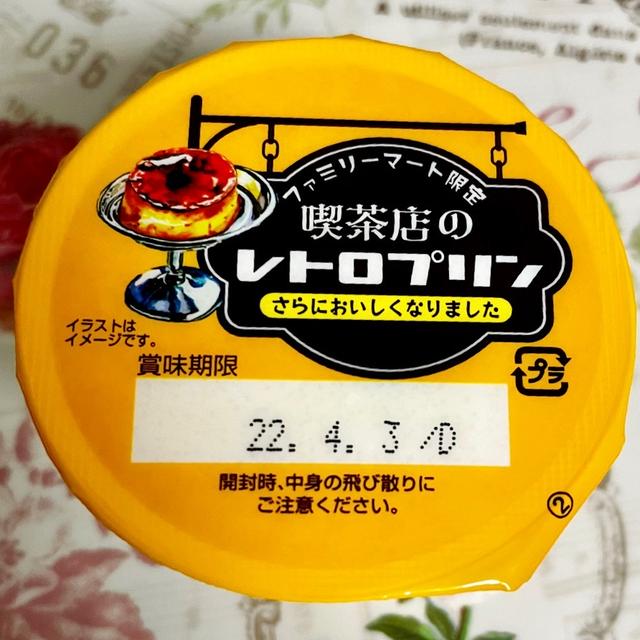 036
(France, Algérie
ファミリーマート限定
喫茶店の
レトロプリン
さらにおいしくなりました
イラストは
イメージです。
賞味期限
プラ
22. 4. 3 /D
開封時、中身の飛び散りに
ご注意ください。
②